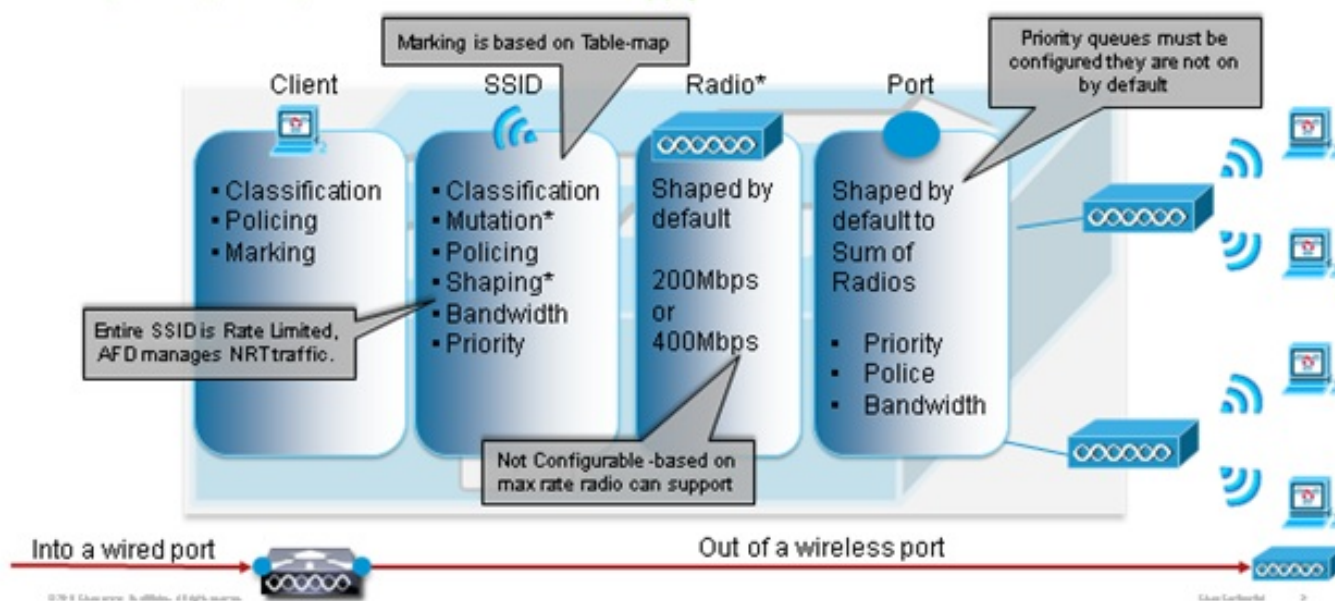 Marking is based on Table-map
Priority queues must be
configured they are not on
by default
Client
SSID
Radio*
Port
▪ Classification
▪ Policing
▪ Marking
▪ Classification
▪ Mutation*
▪ Policing
▪ Shaping*
▪ Bandwidth
▪ Priority
Shaped by
default
200Mbps
or
400Mbps
Shaped by
default to
Sum of
Radios
▪ Priority
▪ Police
▪ Bandwidth
Entire SSID is Rate Limited,
AFD manages NRT traffic.
Not Configurable -based on
max rate radio can support
Into a wired port
Out of a wireless port